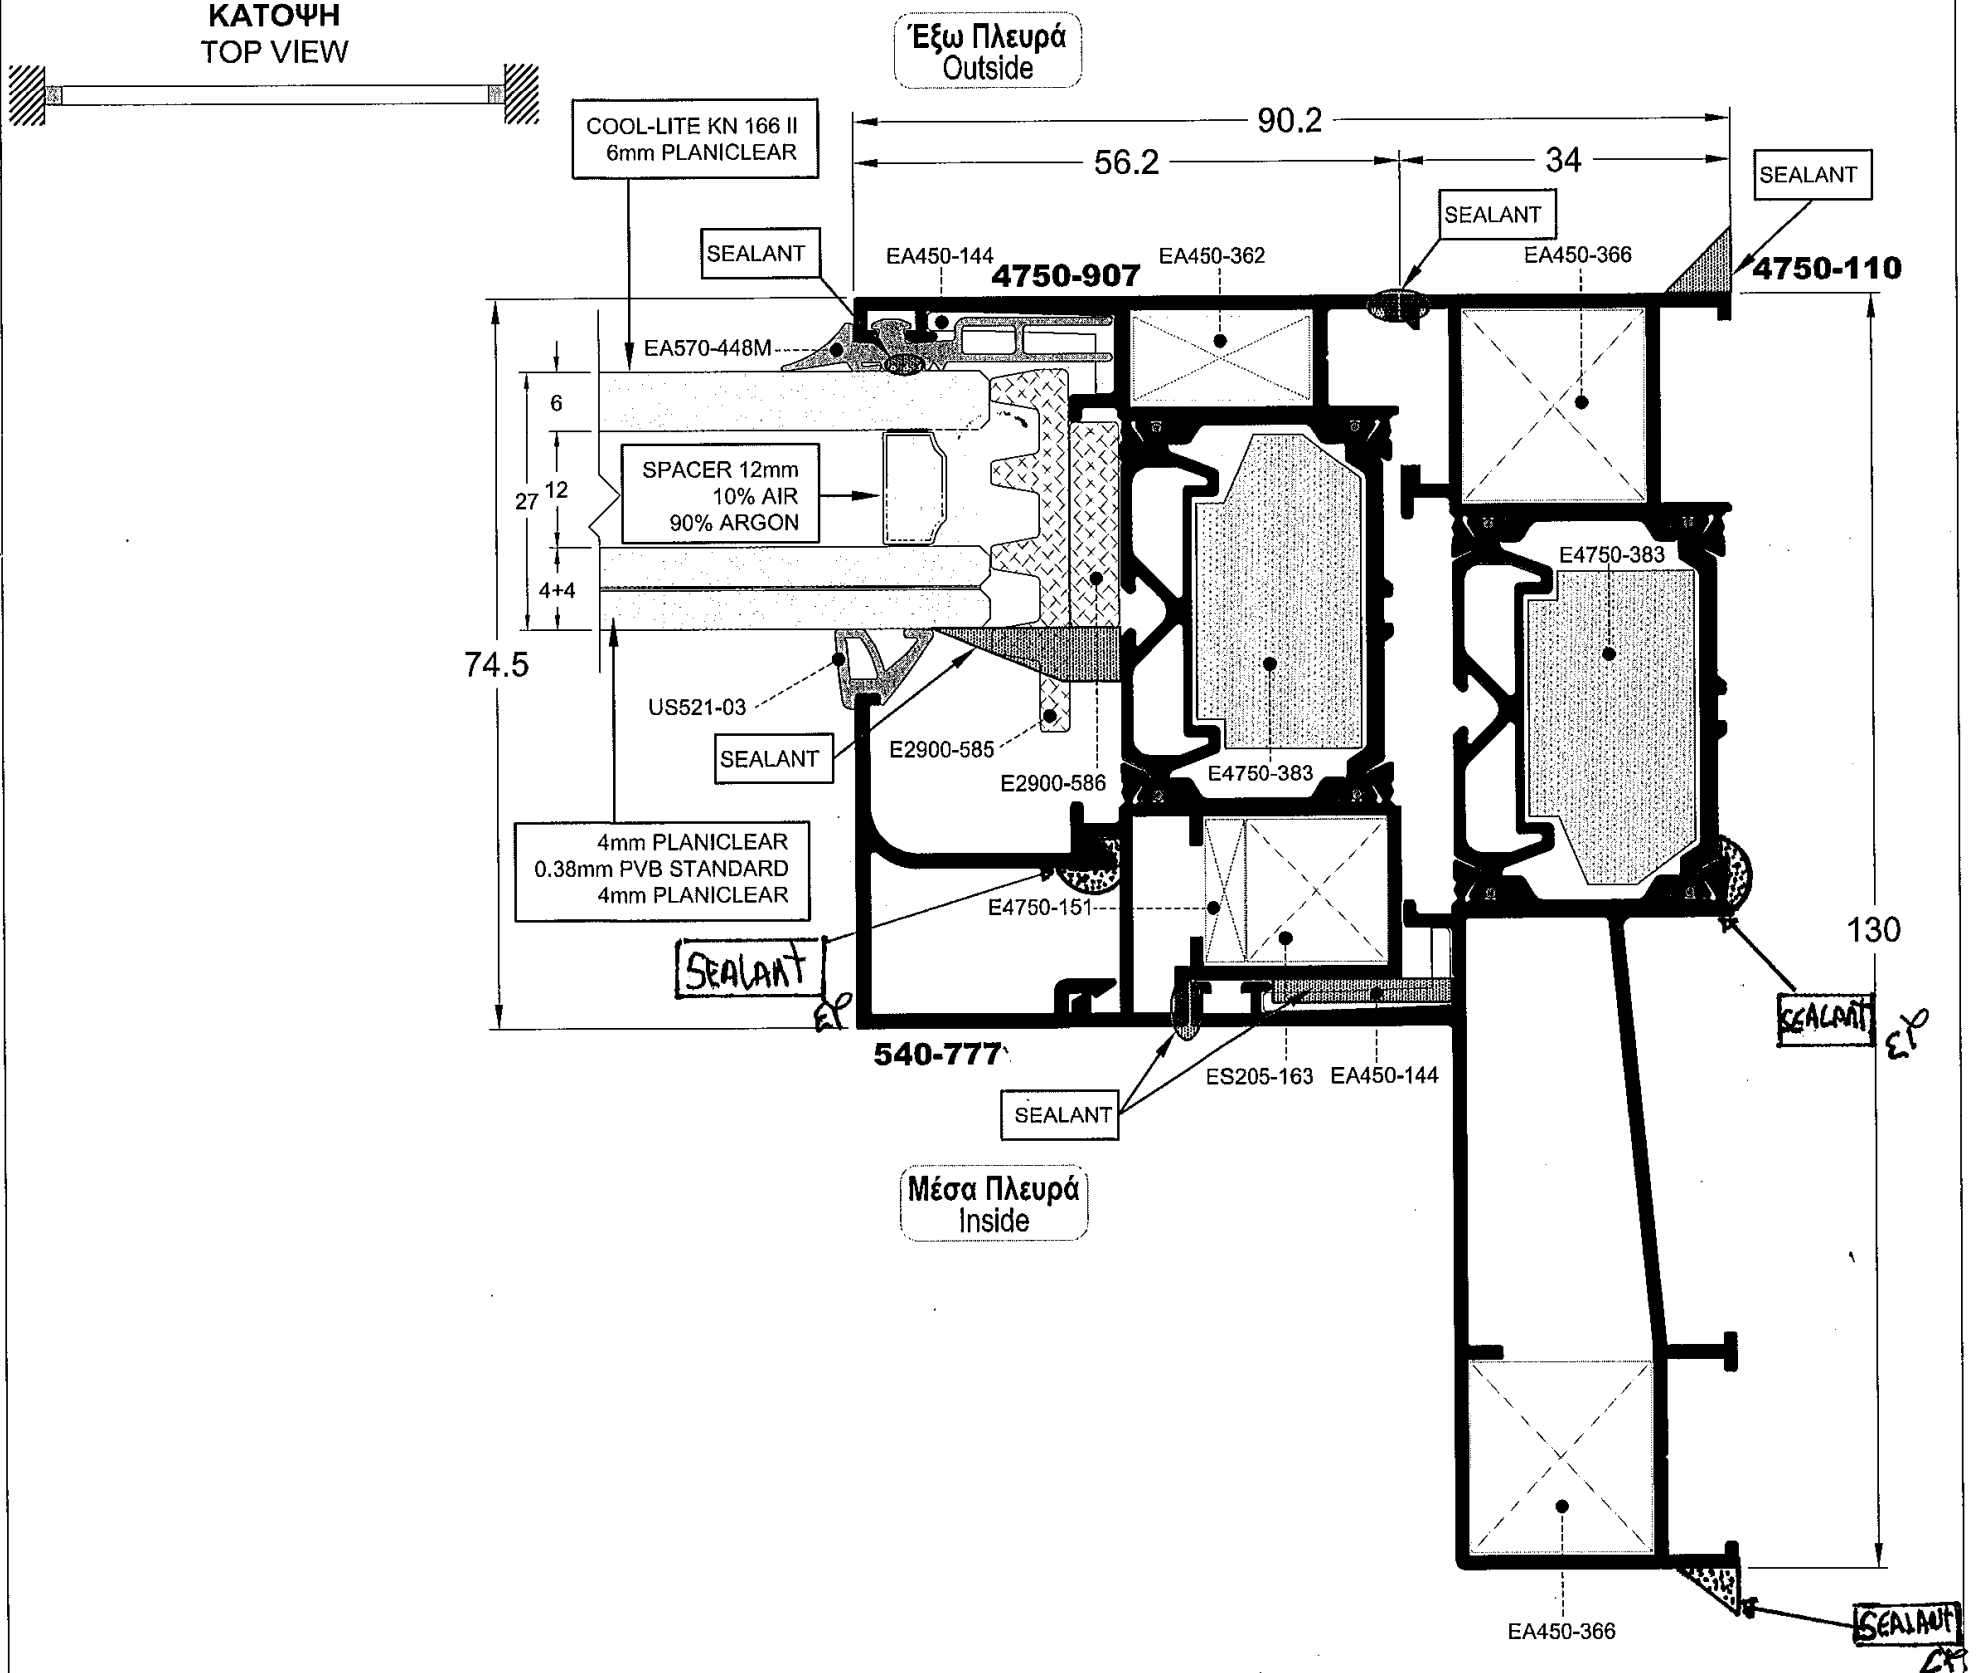 ΚΑΤΟΨΗ
TOP VIEW
Έξω Πλευρά
Outside
COOL-LITE KN 166 II
6mm PLANICLEAR
90.2
56.2
34
SEALANT
SEALANT
SEALANT
EA450-144
4750-907
EA450-362
EA450-366
4750-110
EA570-448M
6
SPACER 12mm
10% AIR
90% ARGON
27
12
4+4
E4750-383
74.5
US521-03
SEALANT
E2900-585
E2900-586
E4750-383
4mm PLANICLEAR
0.38mm PVB STANDARD
4mm PLANICLEAR
E4750-151
130
SEALANT
SEALANT
540-777
ES205-163
EA450-144
SEALANT
Μέσα Πλευρά
Inside
EA450-366
SEALANT